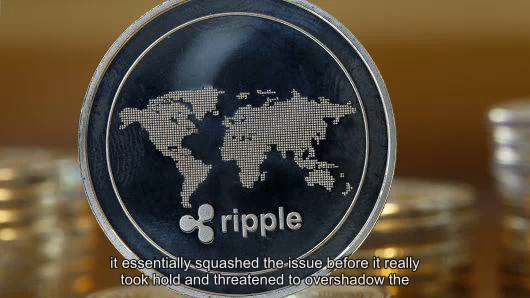 ripple
it essentially squashed the issue before it really
took hold and threatened to overshadow the